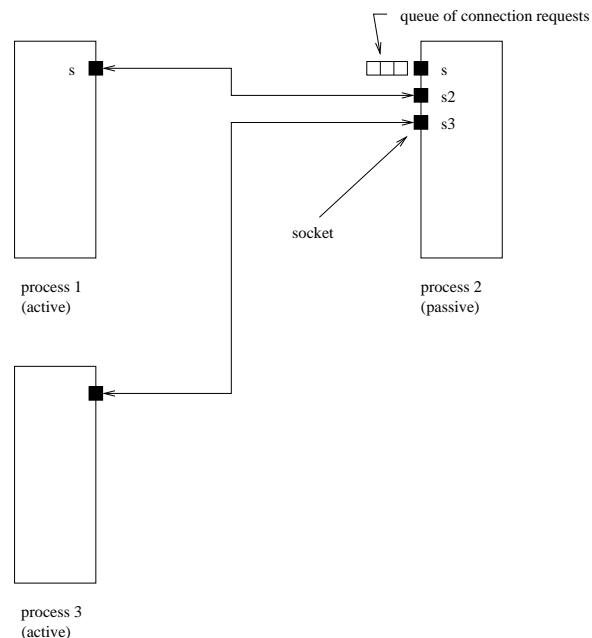 queue of connection requests
s
s
s2
s3
socket
process 1
(active)
process 2
(passive)
process 3
(active)